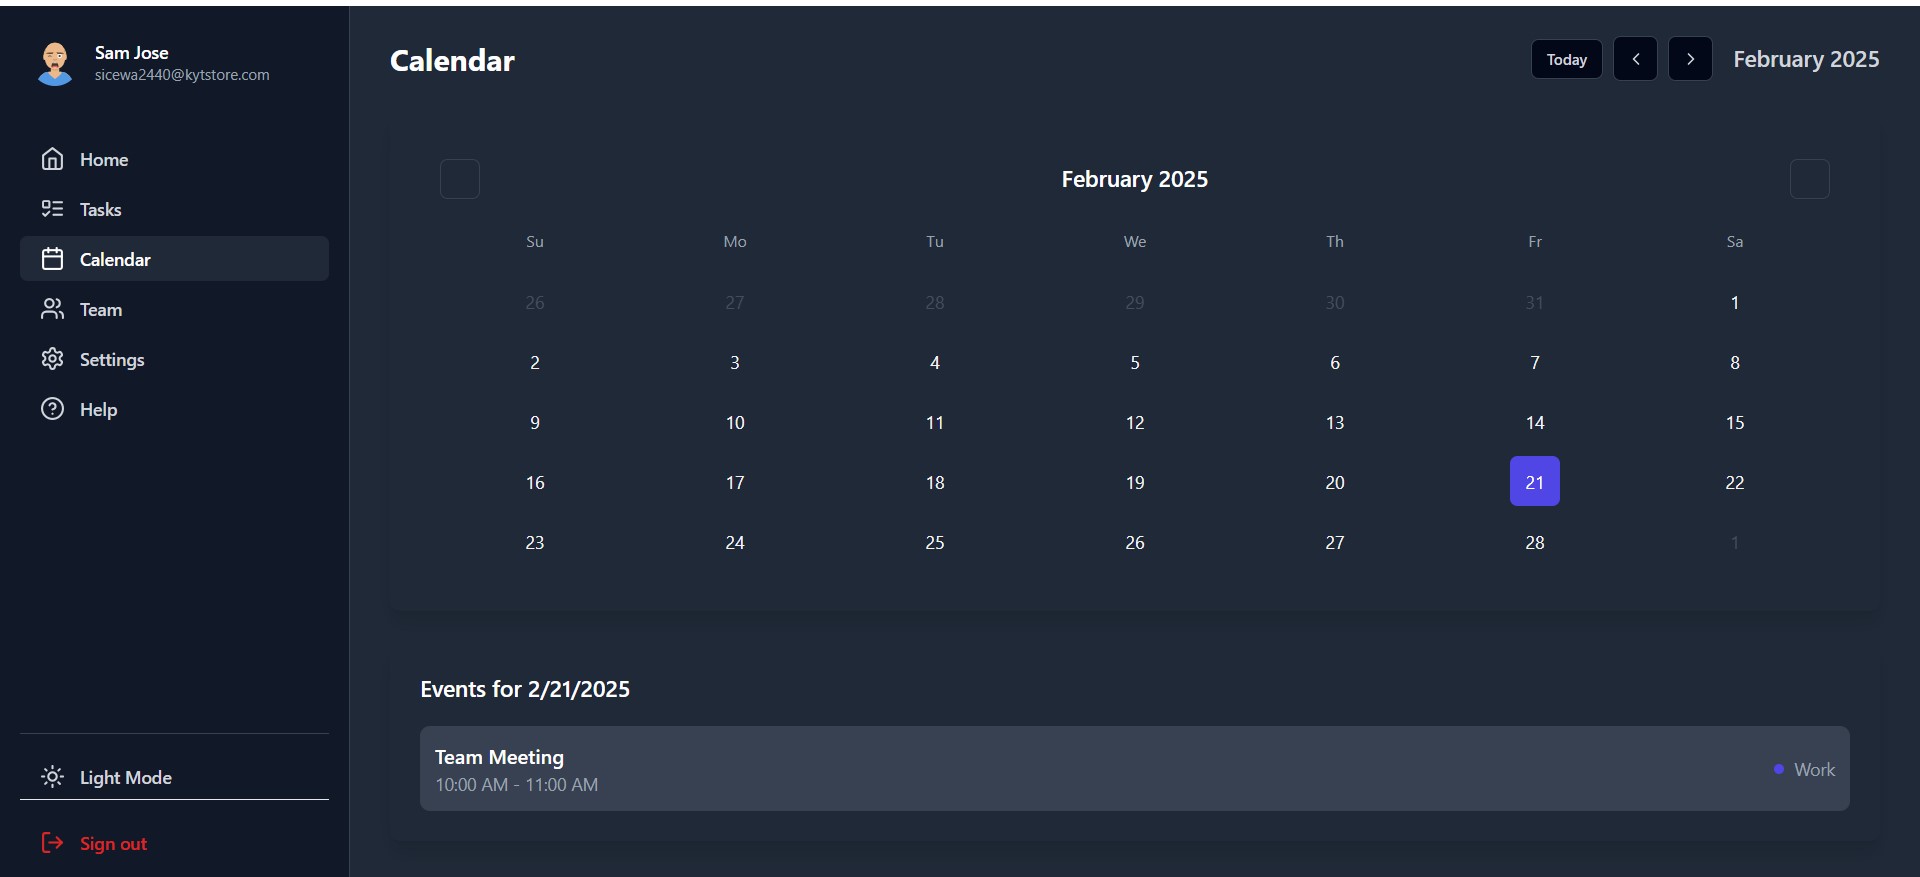 Sam Jose
sicewa2440@kytstore.com
Home
Tasks
Calendar
Team
Settings
Help
Light Mode
Sign out
Calendar
Today
February 2025
February 2025
Su Mo Tu We Th Fr Sa
26 27 28 29 30 31 1
2 3 4 5 6 7 8
9 10 11 12 13 14 15
16 17 18 19 20 21 22
23 24 25 26 27 28 1
Events for 2/21/2025
Team Meeting
10:00 AM - 11:00 AM
Work